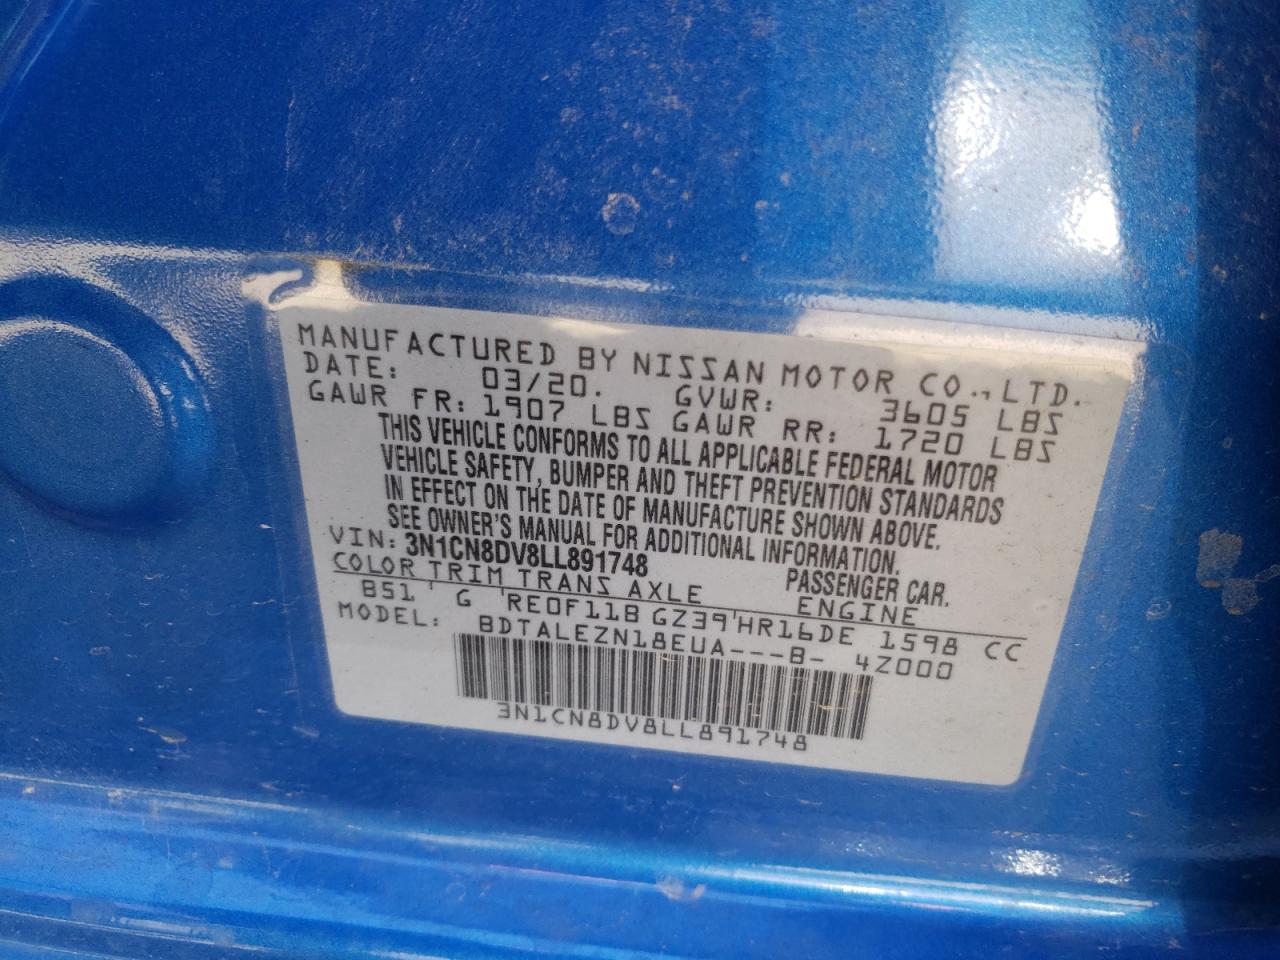 MANUFACTURED BY NISSAN MOTOR CO., LTD.
DATE: 03/20. GVWR: 3605 LBS
GAWR FR: 1907 LBS GAWR RR: 1720 LBS
THIS VEHICLE CONFORMS TO ALL APPLICABLE FEDERAL MOTOR
VEHICLE SAFETY, BUMPER AND THEFT PREVENTION STANDARDS
IN EFFECT ON THE DATE OF MANUFACTURE SHOWN ABOVE.
SEE OWNER'S MANUAL FOR ADDITIONAL INFORMATION.
VIN: 3N1CN8DV8LL891748 PASSENGER CAR.
COLOR TRIM TRANS AXLE ENGINE
B51 ' G 'RE0F11B GZ39'HR16DE 1598 CC
MODEL: BDTALEZN18EUA---B- 4Z000
3N1CN8DV8LL891748